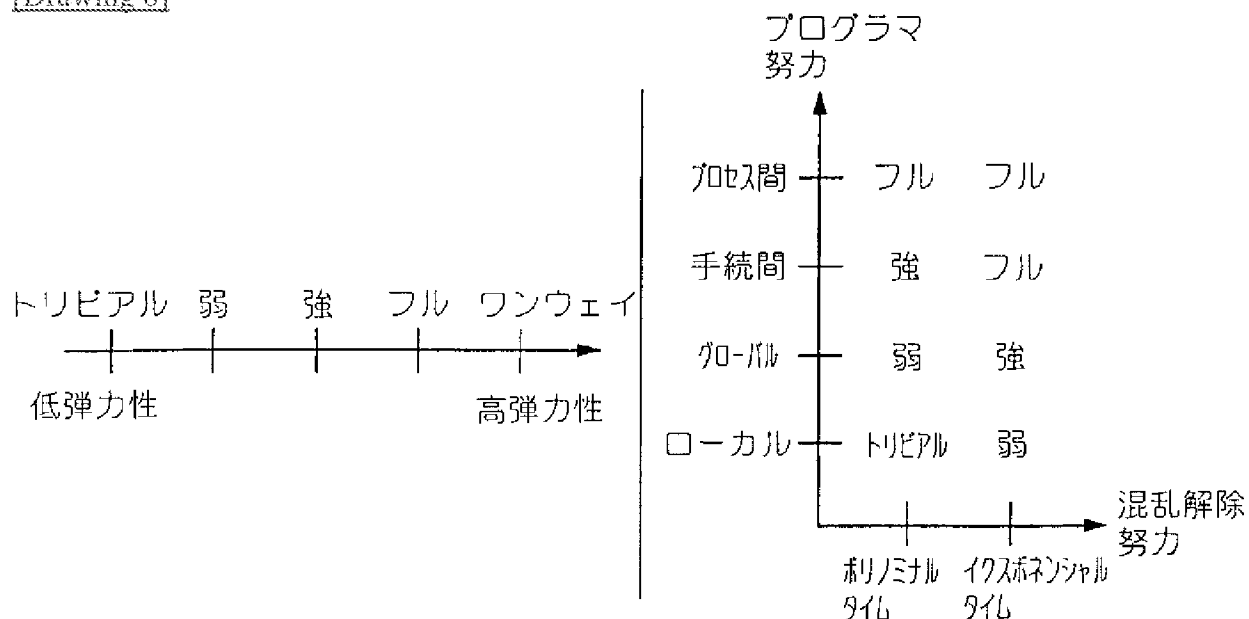 [Drawing 6]
トリビアル 弱 強 フル ワンウェイ
低弾力性 高弾力性
プログラマ
努力
プロセス間 フル フル
手続間 強 フル
グローバル 弱 強
ローカル トリビアル 弱
混乱解除
努力
ポリノミナル
タイム
イクスポネンシャル
タイム